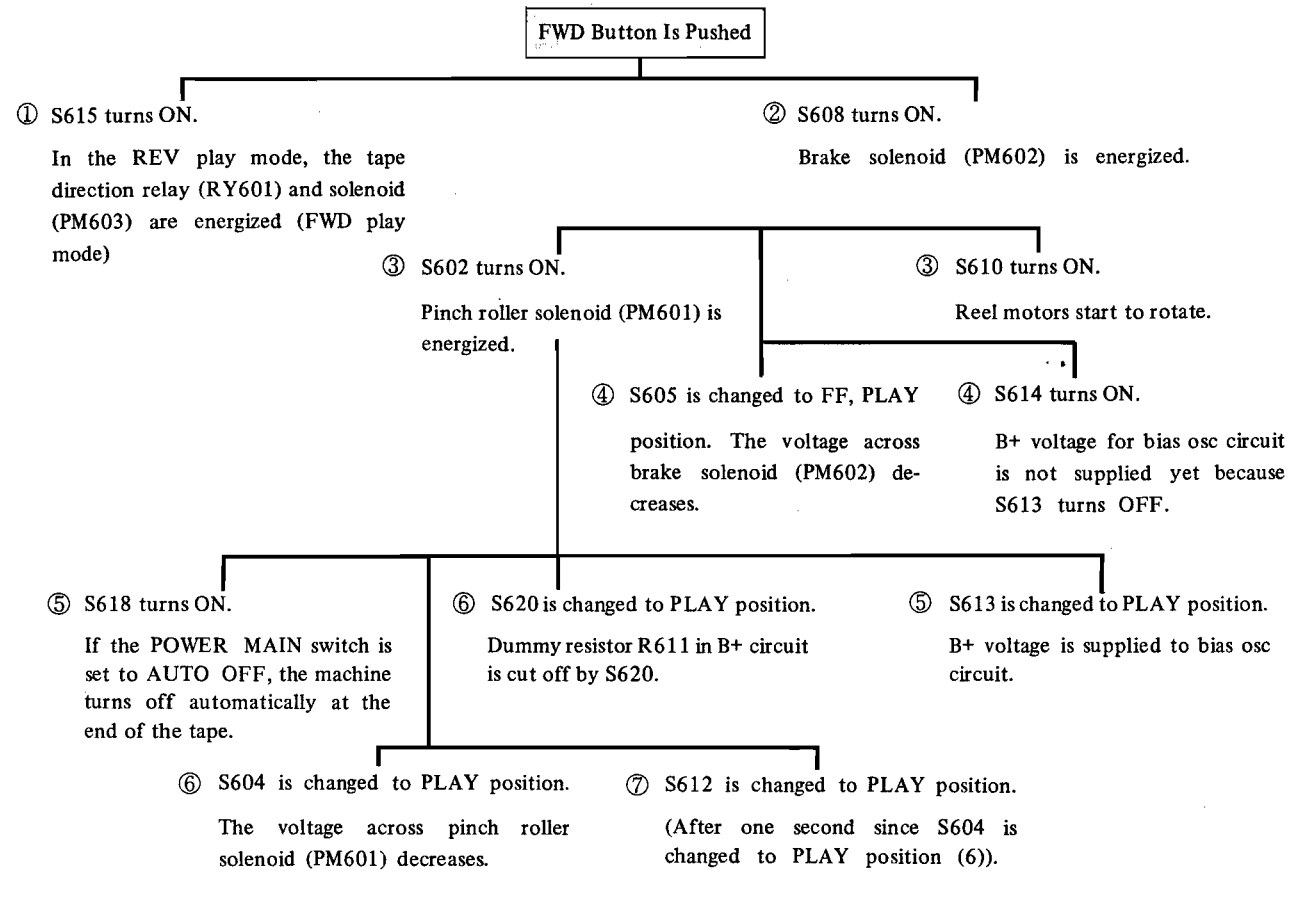 FWD Button Is Pushed
① S615 turns ON.
In the REV play mode, the tape
direction relay (RY601) and solenoid
(PM603) are energized (FWD play
mode)
② S608 turns ON.
Brake solenoid (PM602) is energized.
③ S602 turns ON.
Pinch roller solenoid (PM601) is
energized.
③ S610 turns ON.
Reel motors start to rotate.
④ S605 is changed to FF, PLAY
position. The voltage across
brake solenoid (PM602) de-
creases.
④ S614 turns ON.
B+ voltage for bias osc circuit
is not supplied yet because
S613 turns OFF.
⑤ S618 turns ON.
If the POWER MAIN switch is
set to AUTO OFF, the machine
turns off automatically at the
end of the tape.
⑥ S620 is changed to PLAY position.
Dummy resistor R611 in B+ circuit
is cut off by S620.
⑤ S613 is changed to PLAY position.
B+ voltage is supplied to bias osc
circuit.
⑥ S604 is changed to PLAY position.
The voltage across pinch roller
solenoid (PM601) decreases.
⑦ S612 is changed to PLAY position.
(After one second since S604 is
changed to PLAY position (6)).